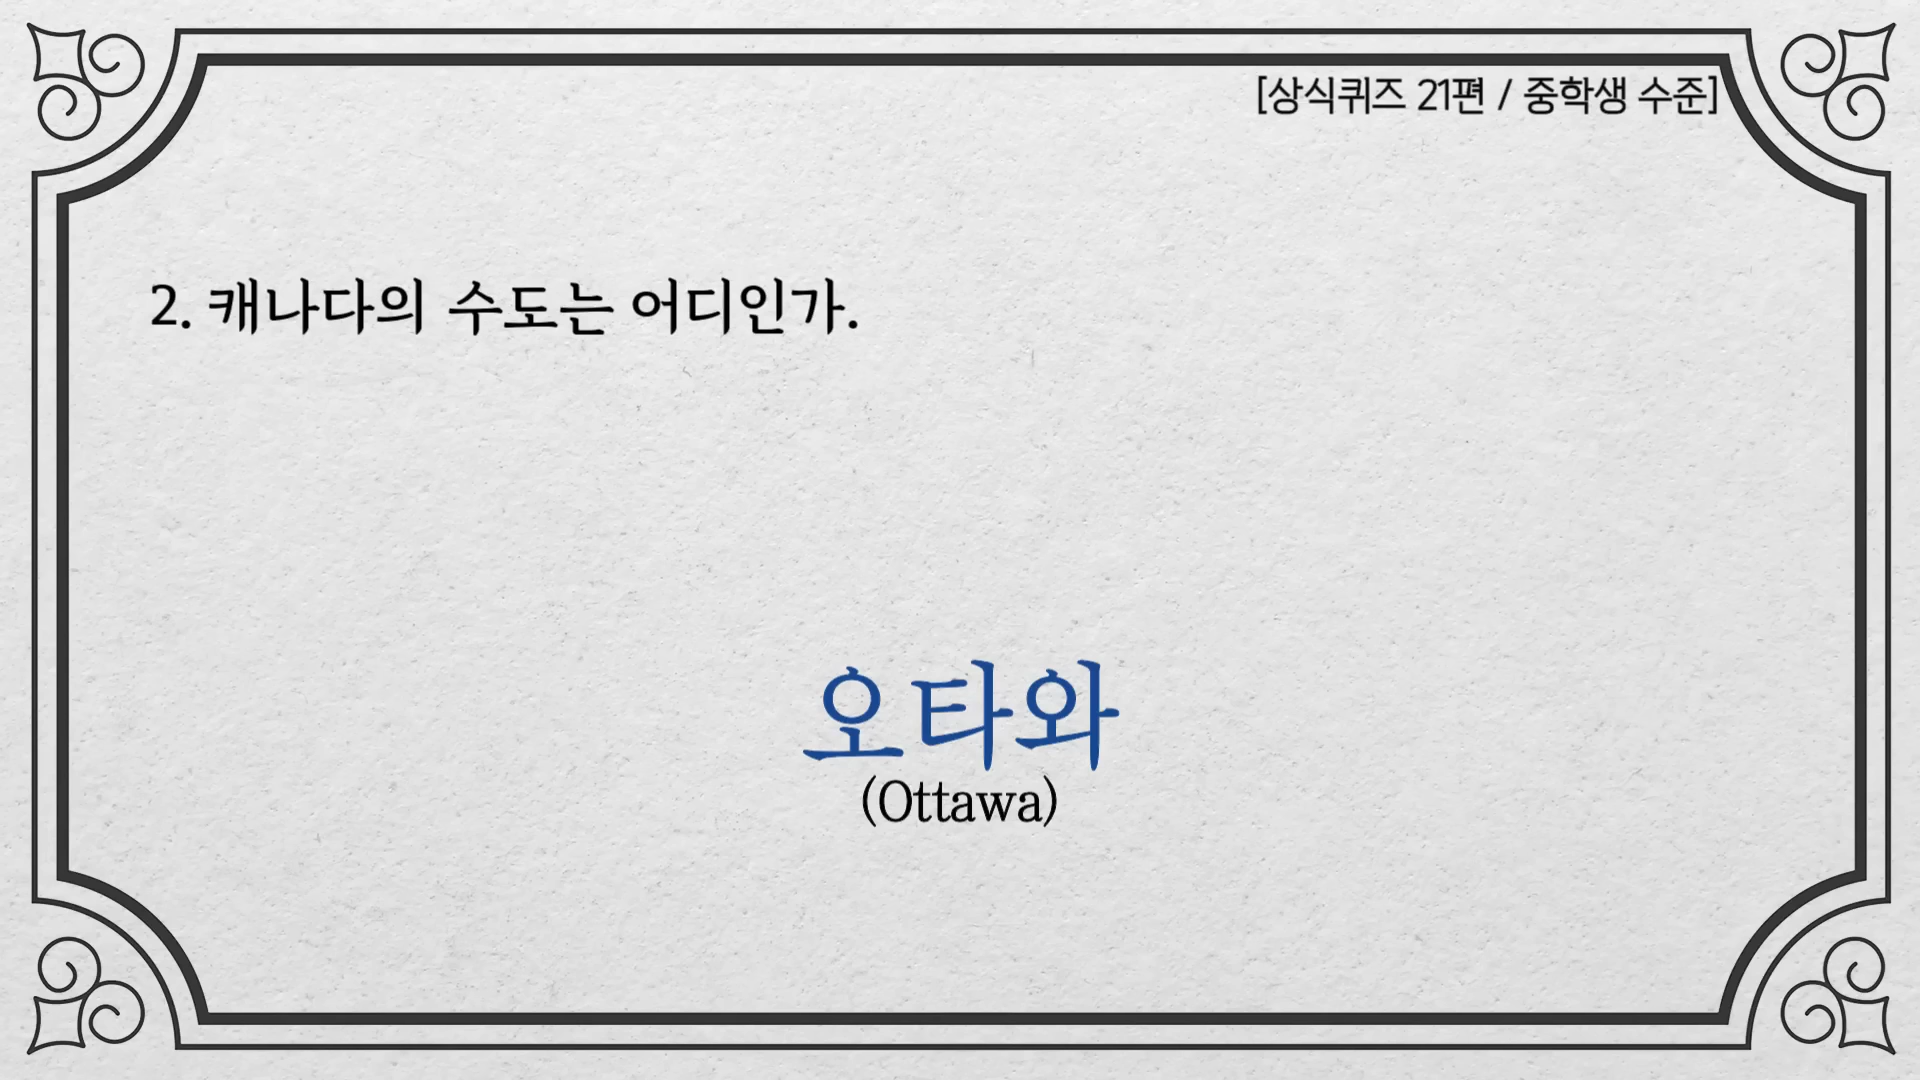 [상식퀴즈 21편 / 중학생 수준]
2. 캐나다의 수도는 어디인가.
오타와
(Ottawa)